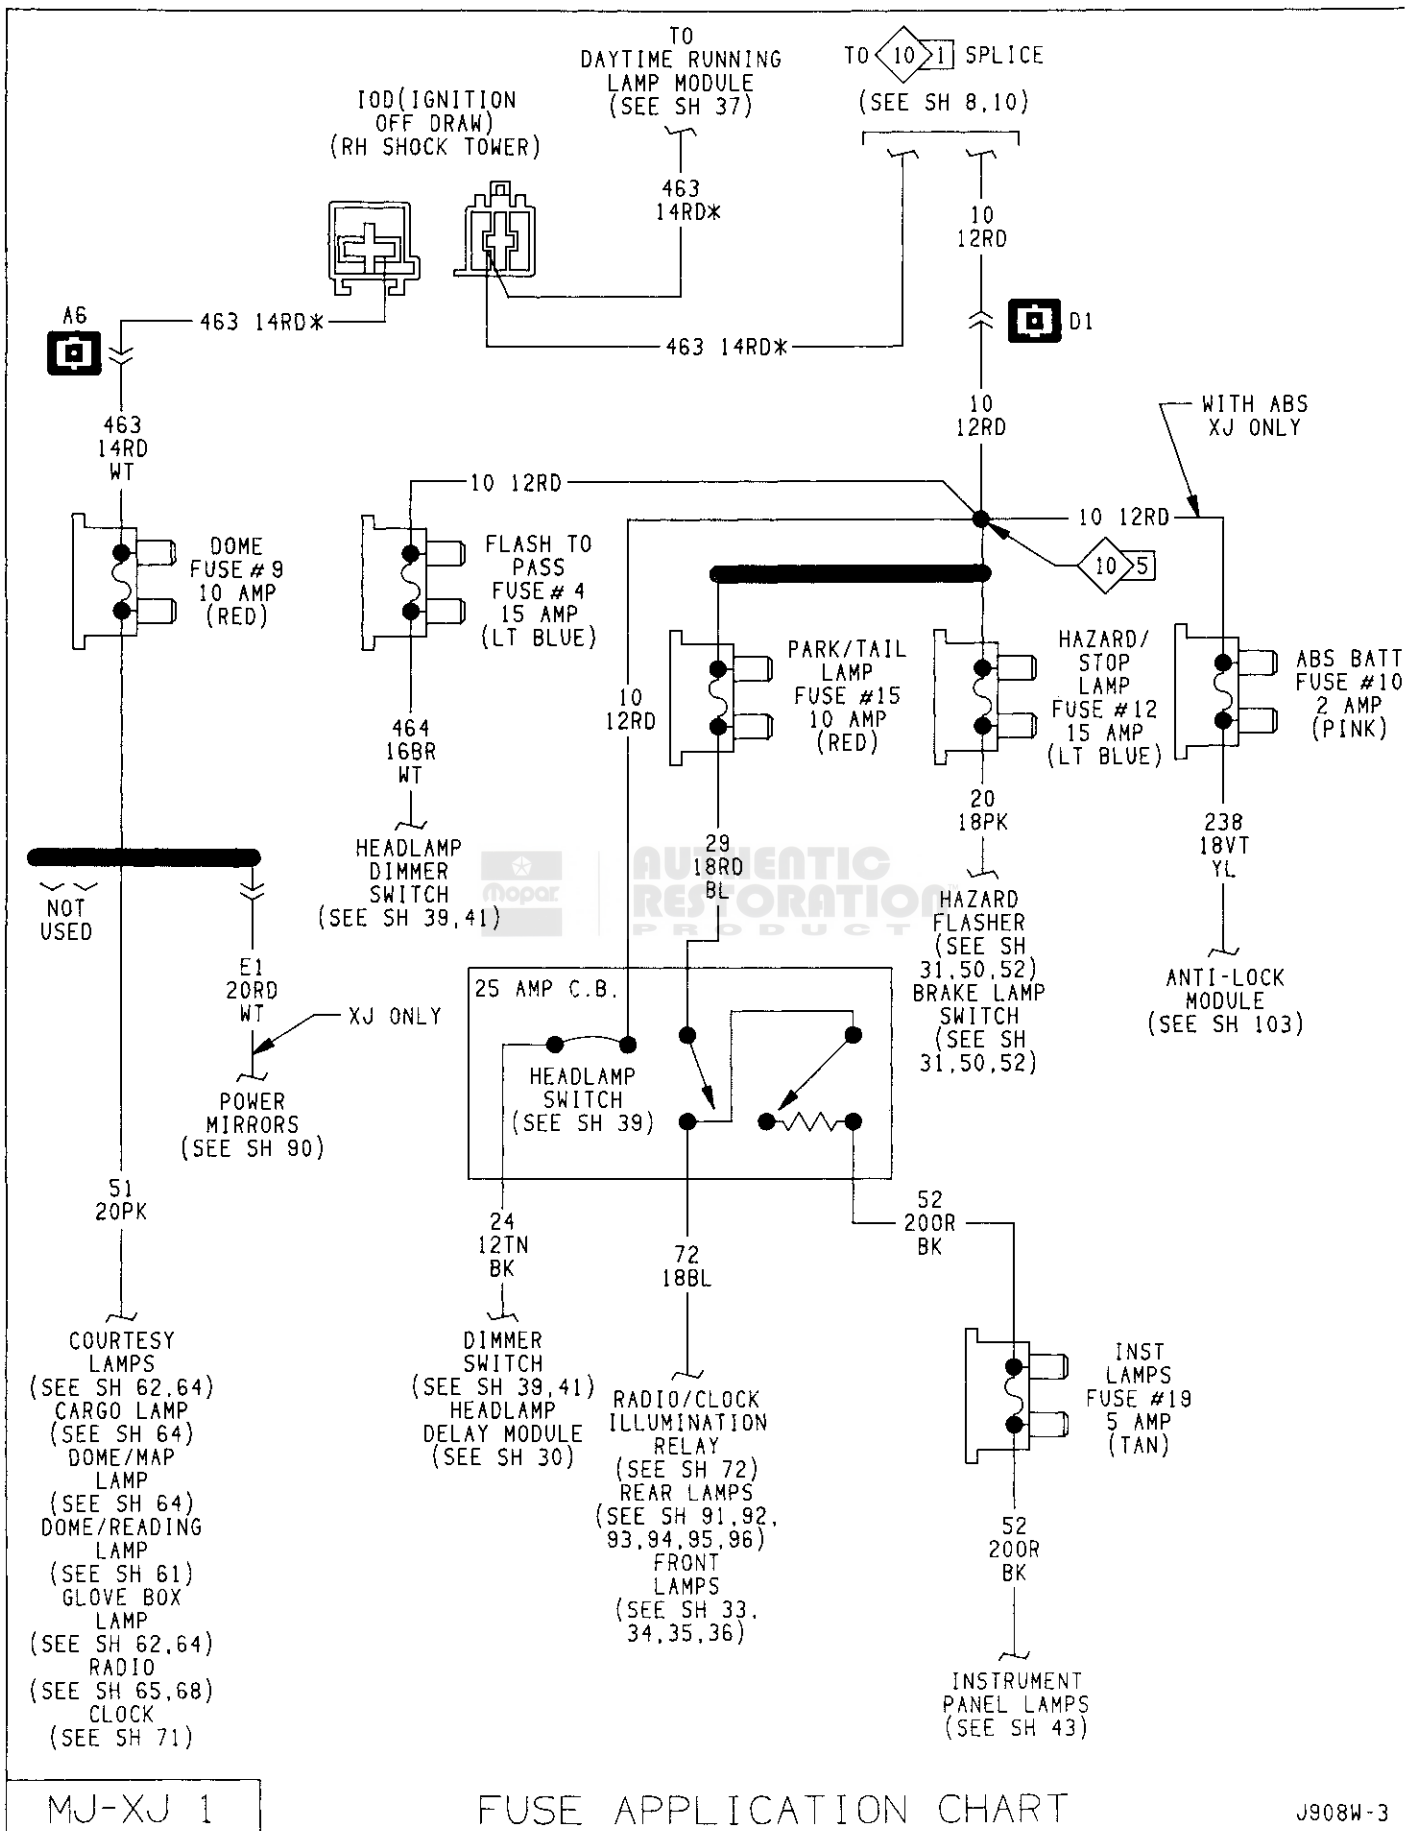 TO
DAYTIME RUNNING
LAMP MODULE
(SEE SH 37)
TO 10 1 SPLICE
(SEE SH 8,10)
IOD(IGNITION
OFF DRAW)
(RH SHOCK TOWER)
463
14RD*
10
12RD
A6
463 14RD*
463 14RD*
D1
463
14RD
WT
10
12RD
WITH ABS
XJ ONLY
10 12RD
10 12RD
10 5
DOME
FUSE # 9
10 AMP
(RED)
FLASH TO
PASS
FUSE # 4
15 AMP
(LT BLUE)
10
12RD
PARK/TAIL
LAMP
FUSE #15
10 AMP
(RED)
HAZARD/
STOP
LAMP
FUSE #12
15 AMP
(LT BLUE)
ABS BATT
FUSE #10
2 AMP
(PINK)
464
16BR
WT
29
18RD
BL
20
18PK
238
18VT
YL
HEADLAMP
DIMMER
SWITCH
(SEE SH 39,41)
Mopar
AUTHENTIC
RESTORATION
PRODUCT
NOT
USED
HAZARD
FLASHER
(SEE SH
31,50,52)
BRAKE LAMP
SWITCH
(SEE SH
31,50,52)
ANTI-LOCK
MODULE
(SEE SH 103)
E1
20RD
WT
XJ ONLY
25 AMP C.B.
HEADLAMP
SWITCH
(SEE SH 39)
POWER
MIRRORS
(SEE SH 90)
51
20PK
24
12TN
BK
72
18BL
52
20OR
BK
COURTESY
LAMPS
(SEE SH 62,64)
CARGO LAMP
(SEE SH 64)
DOME/MAP
LAMP
(SEE SH 64)
DOME/READING
LAMP
(SEE SH 61)
GLOVE BOX
LAMP
(SEE SH 62,64)
RADIO
(SEE SH 65,68)
CLOCK
(SEE SH 71)
DIMMER
SWITCH
(SEE SH 39,41)
HEADLAMP
DELAY MODULE
(SEE SH 30)
RADIO/CLOCK
ILLUMINATION
RELAY
(SEE SH 72)
REAR LAMPS
(SEE SH 91,92,
93,94,95,96)
FRONT
LAMPS
(SEE SH 33,
34,35,36)
INST
LAMPS
FUSE #19
5 AMP
(TAN)
52
20OR
BK
INSTRUMENT
PANEL LAMPS
(SEE SH 43)
MJ-XJ 1
FUSE APPLICATION CHART
J908W-3